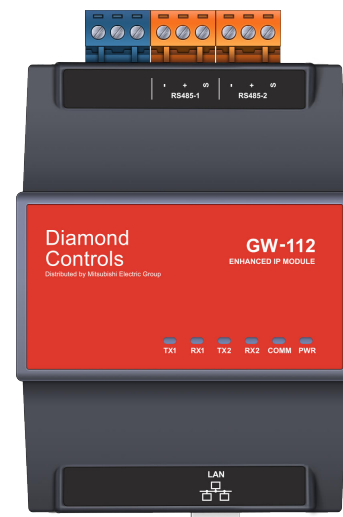 - + S - + S
RS485-1 RS485-2
Diamond
Controls
Distributed by Mitsubishi Electric Group
GW-112
ENHANCED IP MODULE
TX1 RX1 TX2 RX2 COMM PWR
LAN